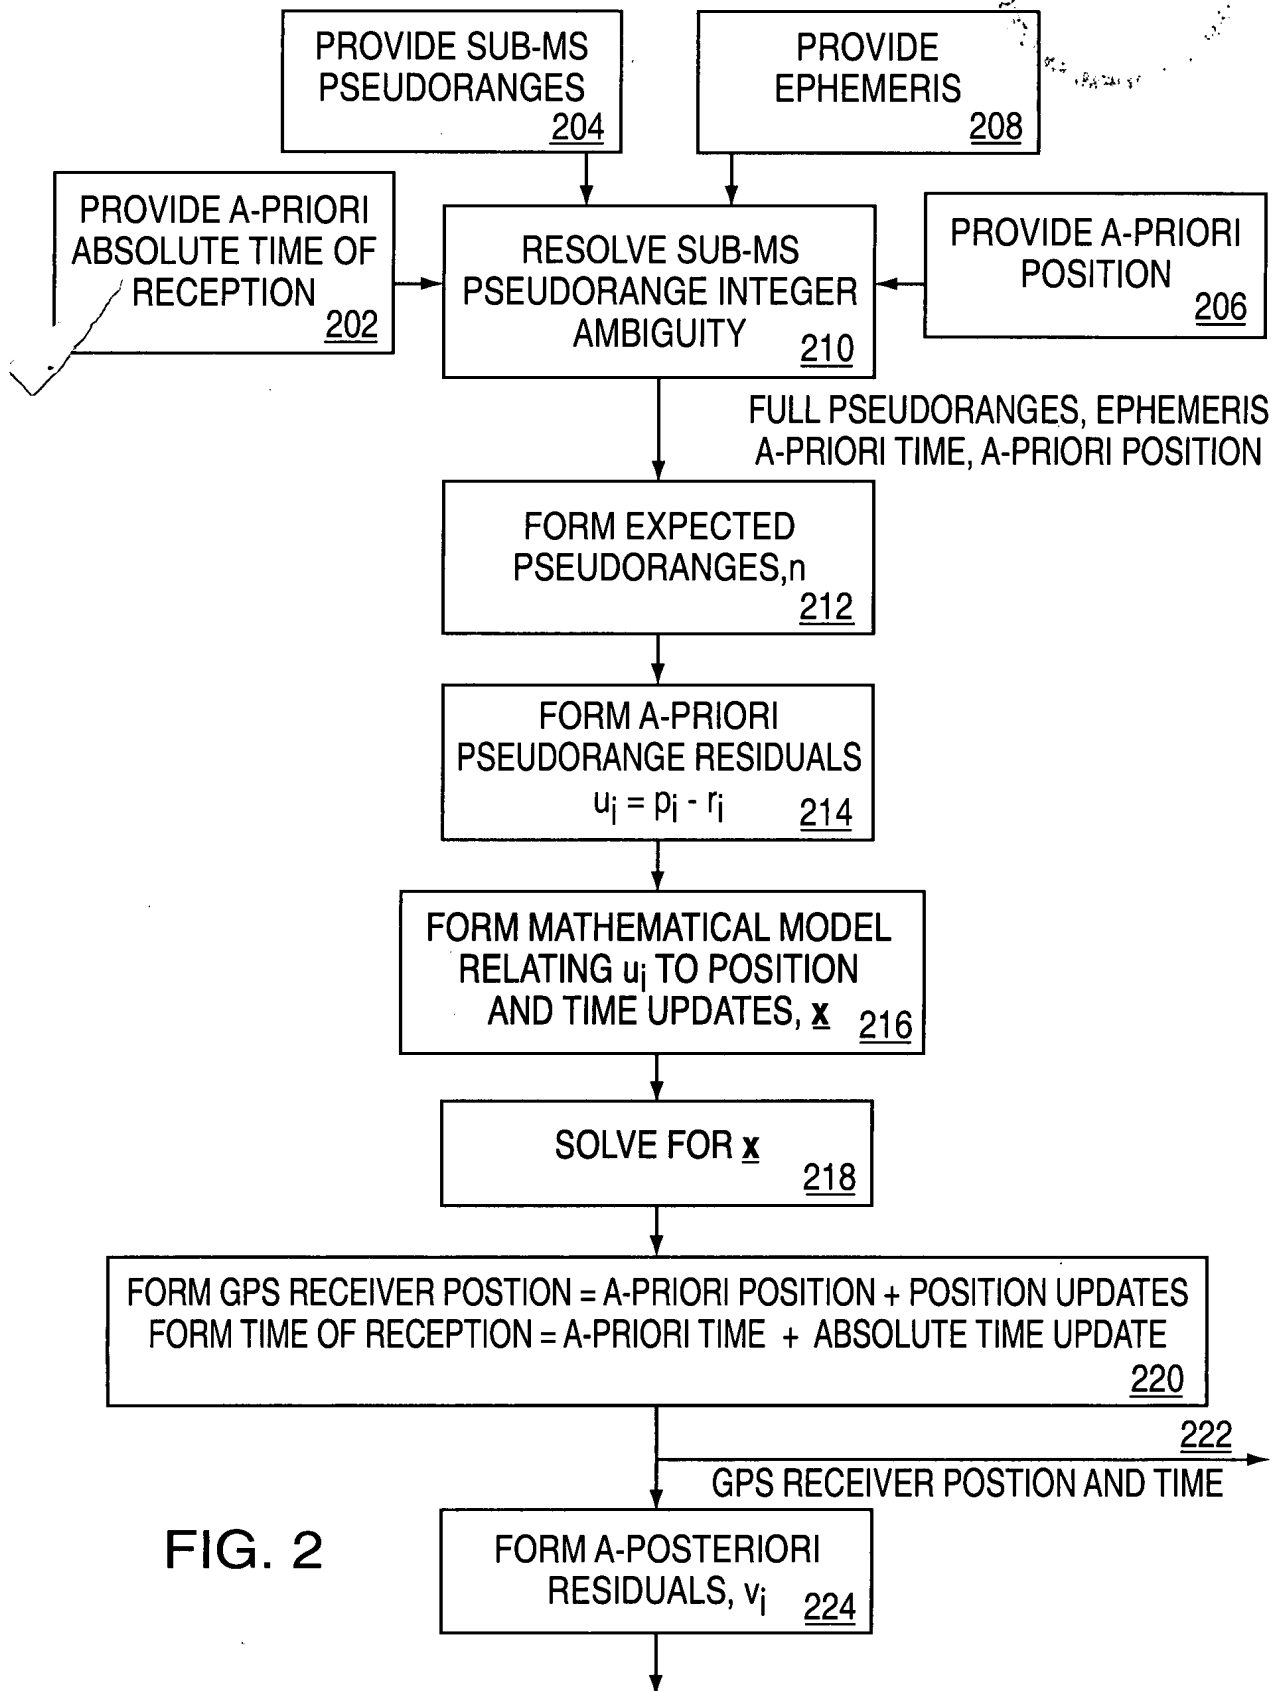 PROVIDE SUB-MS
PSEUDORANGES
204
PROVIDE
EPHEMERIS
208
PROVIDE A-PRIORI
ABSOLUTE TIME OF
RECEPTION
202
RESOLVE SUB-MS
PSEUDORANGE INTEGER
AMBIGUITY
210
PROVIDE A-PRIORI
POSITION
206
FULL PSEUDORANGES, EPHEMERIS
A-PRIORI TIME, A-PRIORI POSITION
FORM EXPECTED
PSEUDORANGES,n
212
FORM A-PRIORI
PSEUDORANGE RESIDUALS
ui = pi - ri
214
FORM MATHEMATICAL MODEL
RELATING ui TO POSITION
AND TIME UPDATES, x
216
SOLVE FOR x
218
FORM GPS RECEIVER POSTION = A-PRIORI POSITION + POSITION UPDATES
FORM TIME OF RECEPTION = A-PRIORI TIME + ABSOLUTE TIME UPDATE
220
222
GPS RECEIVER POSTION AND TIME
FORM A-POSTERIORI
RESIDUALS, vi
224
FIG. 2